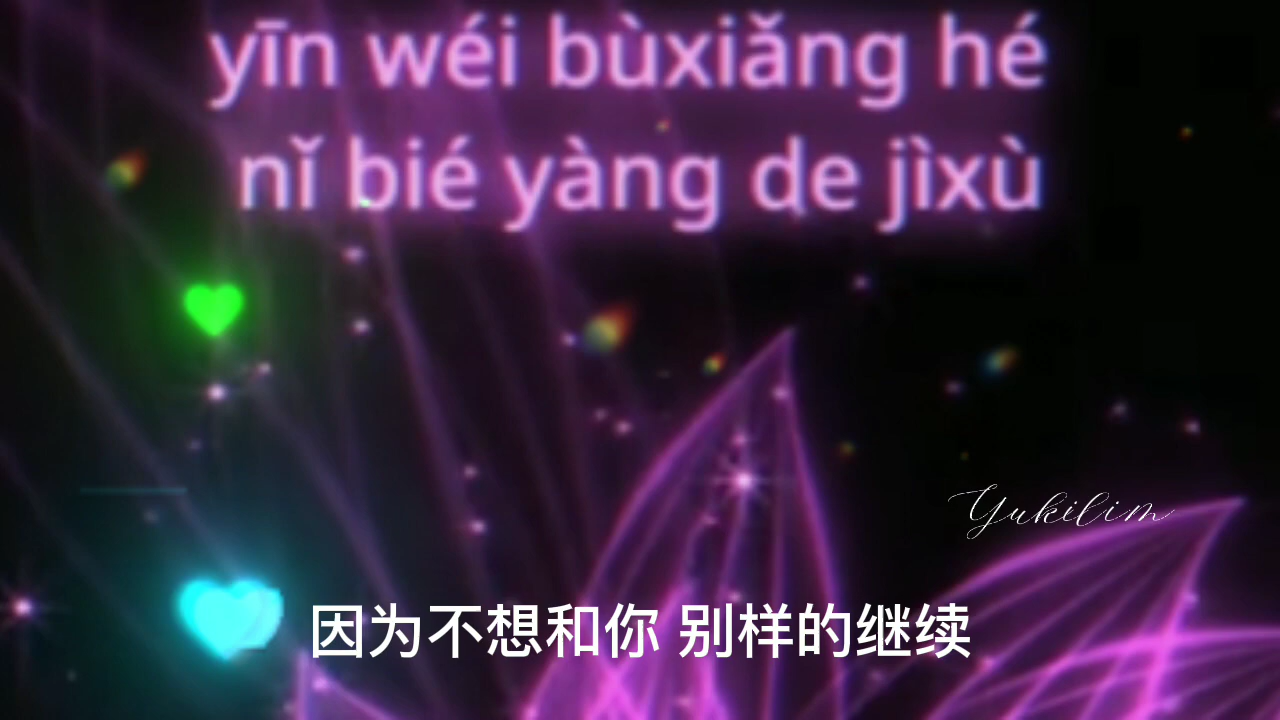 yīn wéi bùxiǎng hé
nǐ bié yàng de jìxù
Yukilim
因为不想和你 别样的继续